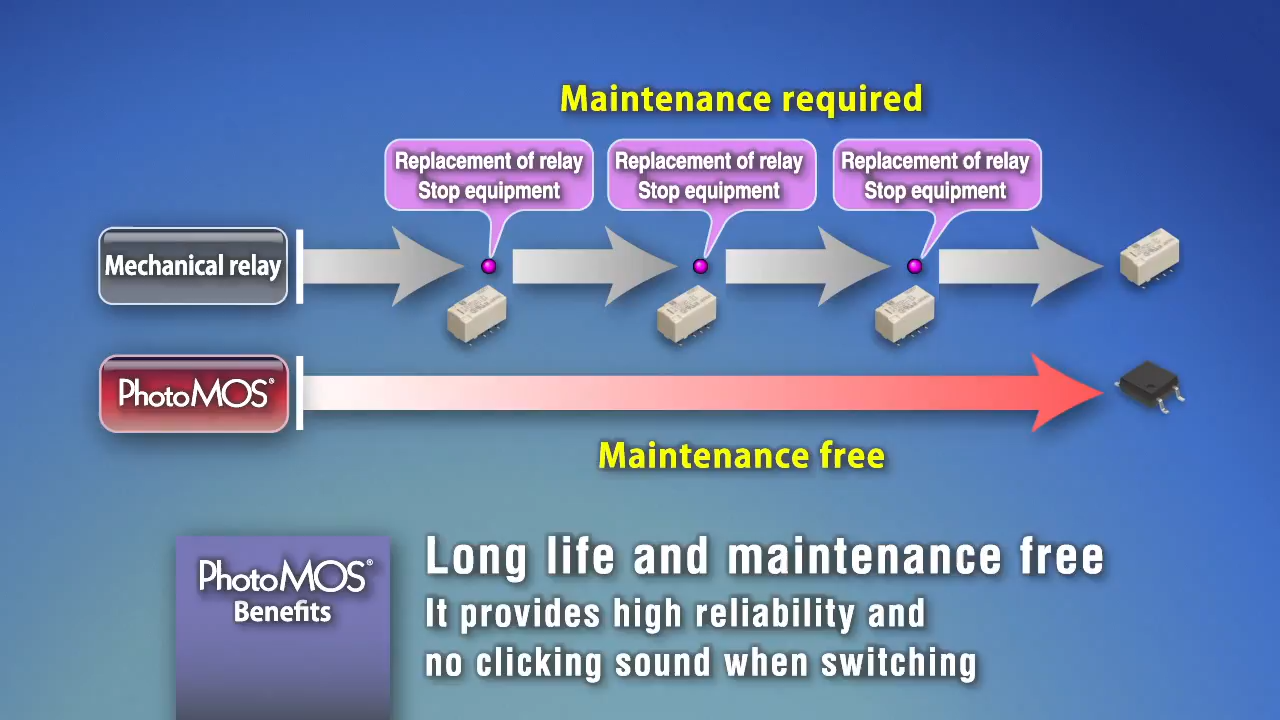 Maintenance required
Replacement of relay
Stop equipment
Replacement of relay
Stop equipment
Replacement of relay
Stop equipment
Mechanical relay
PhotoMOS®
Maintenance free
PhotoMOS®
Benefits
Long life and maintenance free
It provides high reliability and
no clicking sound when switching